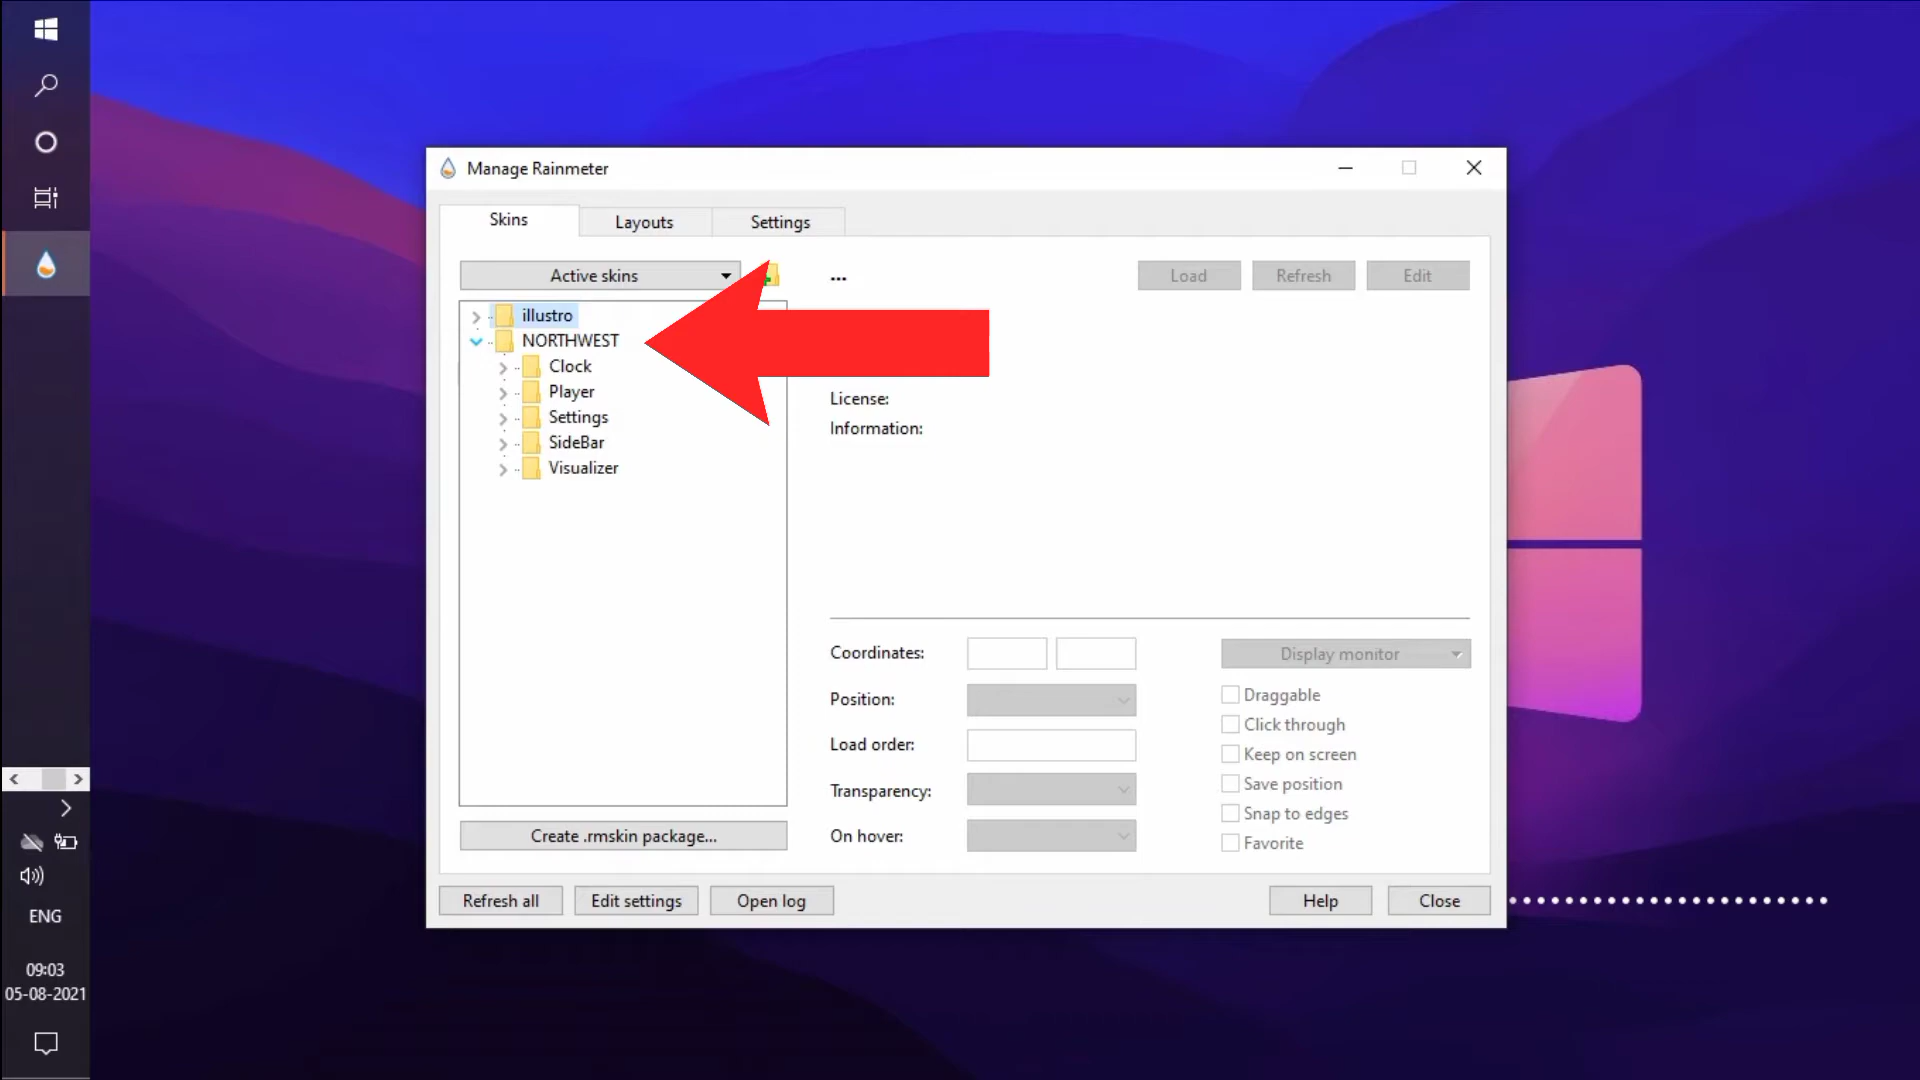 Manage Rainmeter
Skins
Layouts
Settings
Active skins
...
Load
Refresh
Edit
illustro
NORTHWEST
Clock
Player
Settings
SideBar
Visualizer
License:
Information:
Coordinates:
Display monitor
Position:
Draggable
Click through
Load order:
Keep on screen
Transparency:
Save position
Snap to edges
Create .rmskin package...
On hover:
Favorite
Refresh all
Edit settings
Open log
Help
Close
ENG
09:03
05-08-2021